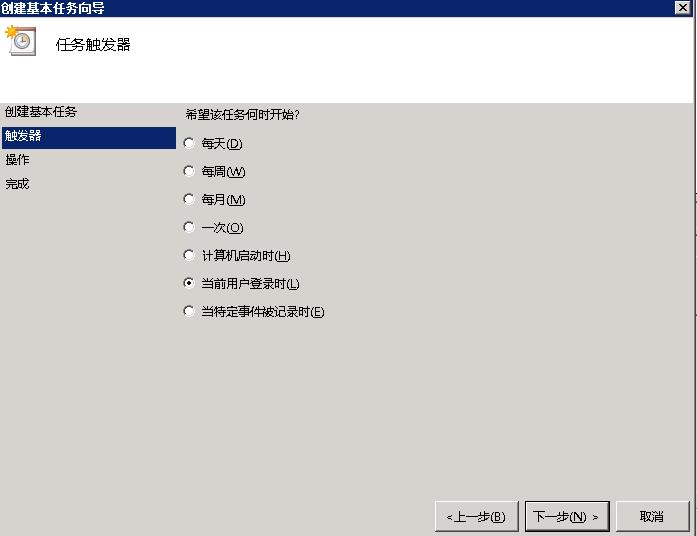 创建基本任务向导
任务触发器
创建基本任务
触发器
操作
完成
希望该任务何时开始?
每天(D)
每周(W)
每月(M)
一次(O)
计算机启动时(H)
当前用户登录时(L)
当特定事件被记录时(E)
<上一步(B)
下一步(N) >
取消